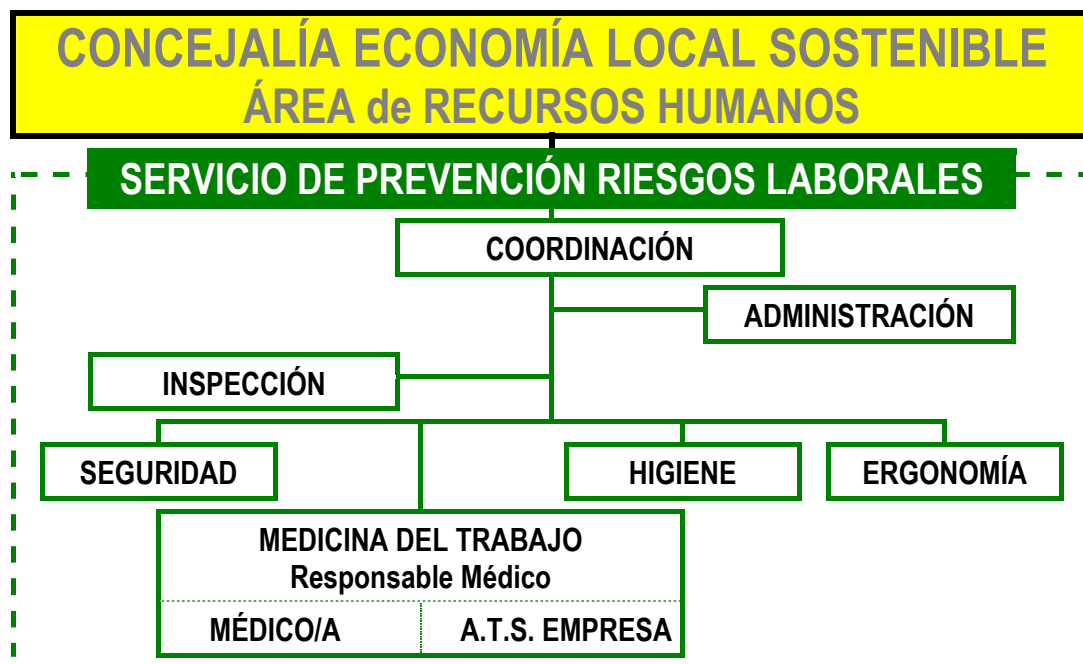 CONCEJALÍA ECONOMÍA LOCAL SOSTENIBLE
ÁREA de RECURSOS HUMANOS
SERVICIO DE PREVENCIÓN RIESGOS LABORALES
COORDINACIÓN
ADMINISTRACIÓN
INSPECCIÓN
SEGURIDAD
HIGIENE
ERGONOMÍA
MEDICINA DEL TRABAJO
Responsable Médico
MÉDICO/A
A.T.S. EMPRESA